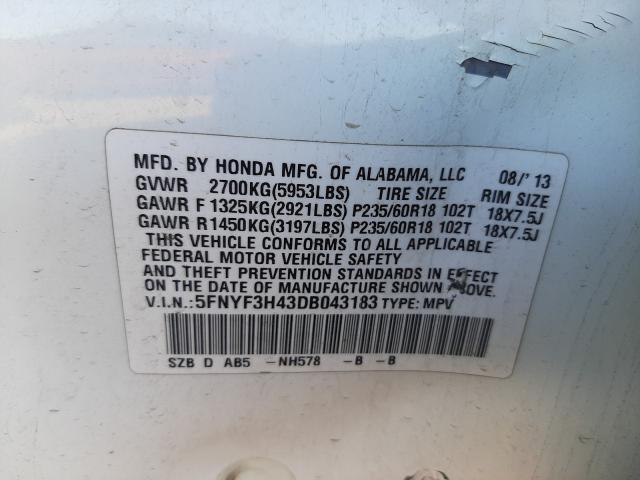 MFD. BY HONDA MFG. OF ALABAMA, LLC 08/'13
GVWR 2700KG(5953LBS) TIRE SIZE RIM SIZE
GAWR F 1325KG(2921LBS) P235/60R18 102T 18X7.5J
GAWR R1450KG(3197LBS) P235/60R18 102T 18X7.5J
THIS VEHICLE CONFORMS TO ALL APPLICABLE
FEDERAL MOTOR VEHICLE SAFETY
AND THEFT PREVENTION STANDARDS IN EFFECT
ON THE DATE OF MANUFACTURE SHOWN ABOVE.
V.I.N.:5FNYF3H43DB043183 TYPE: MPV
SZB D AB5 -NH578 -B -B